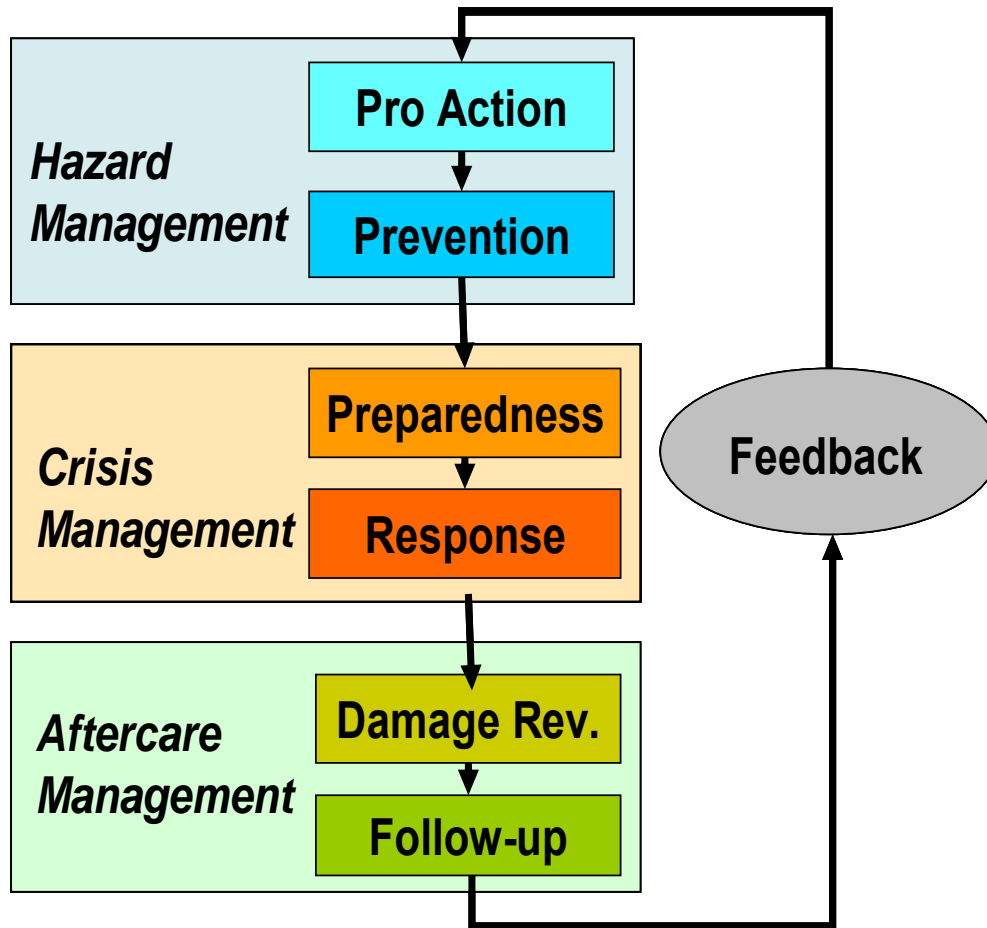 Pro Action
Hazard
Management
Prevention
Preparedness
Crisis
Management
Response
Feedback
Damage Rev.
Aftercare
Management
Follow-up